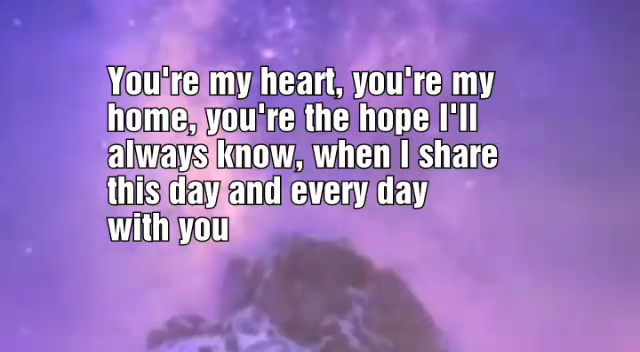 You're my heart, you're my
home, you're the hope I'll
always know, when I share
this day and every day
with you